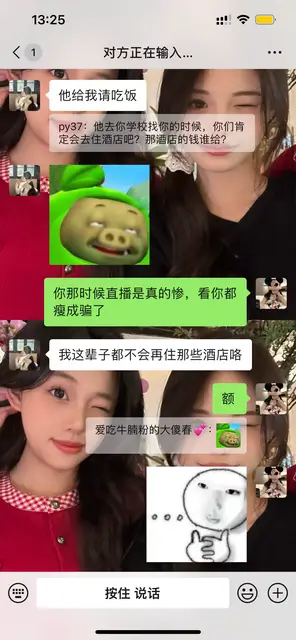 13:25
1
对方正在输入...
他给我请吃饭
py37：他去你学校找你的时候，你们肯
定会去住酒店吧？那酒店的钱谁给？
你那时候直播是真的惨，看你都
瘦成骗了
我这辈子都不会再住那些酒店咯
额
爱吃牛腩粉的大傻春💕：
按住 说话